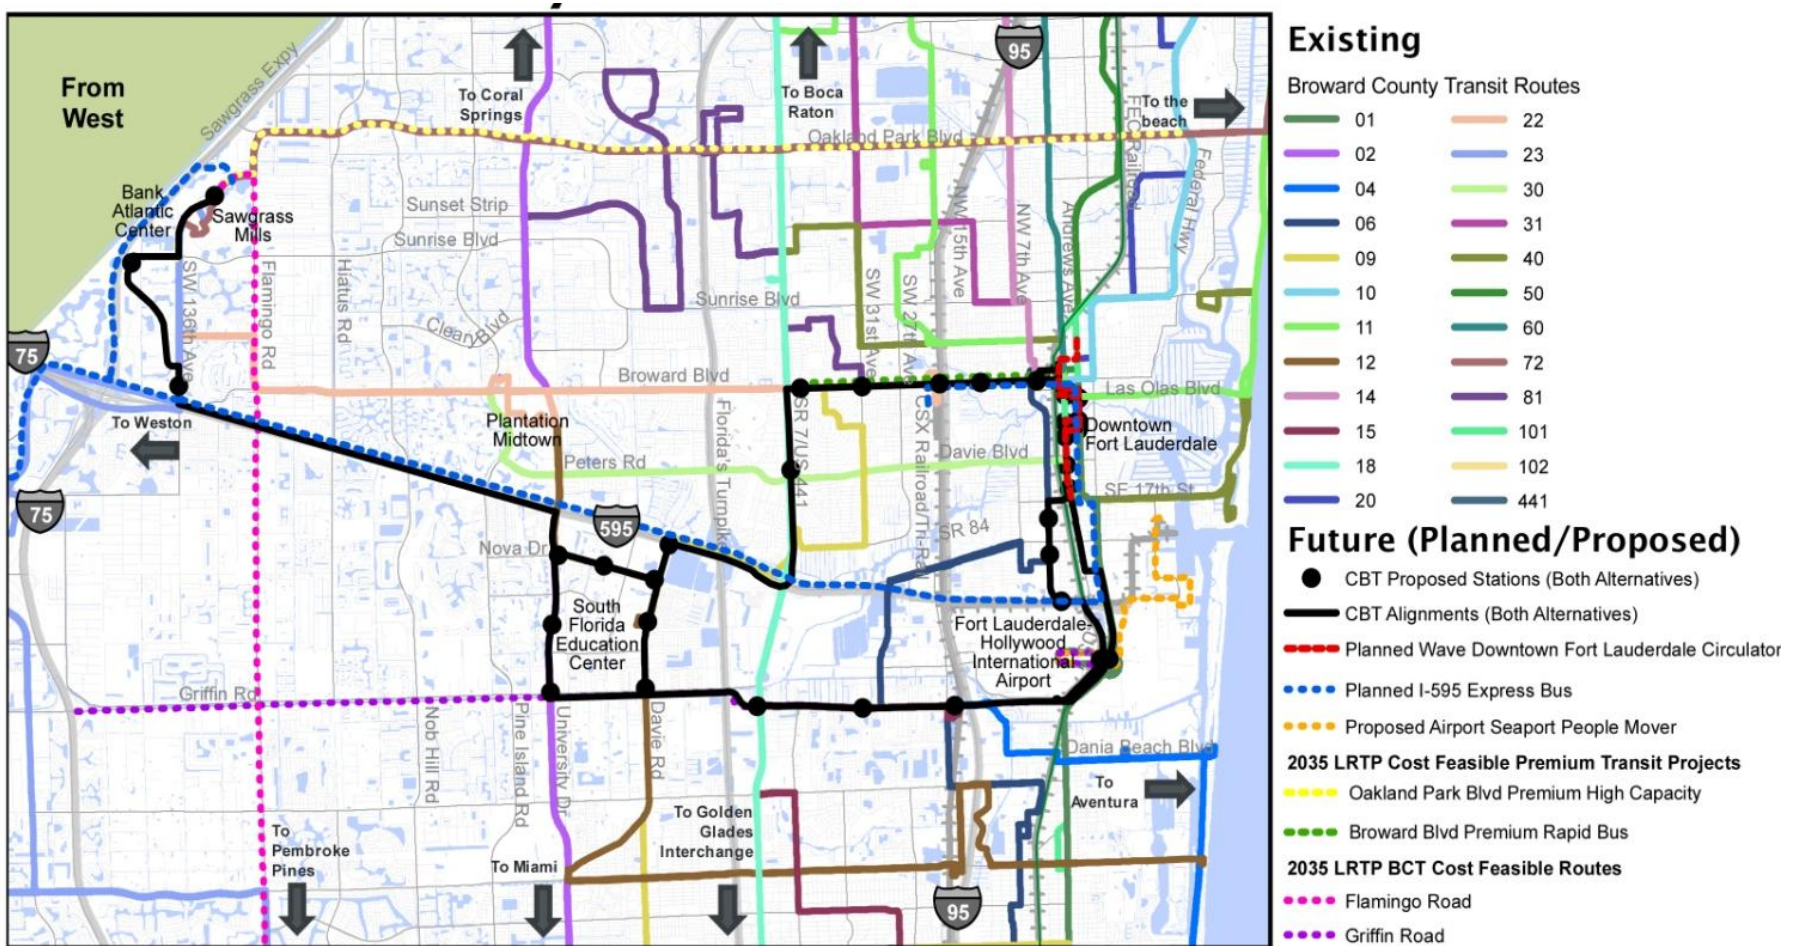 From
West
Sawgrass Expy
To Coral
Springs
To Boca
Raton
95
To the
beach
Oakland Park Blvd
FEC Railroad
Federal Hwy
Bank
Atlantic
Center
Sawgrass
Mills
Sunset Strip
Sunrise Blvd
NW 15th Ave
NW 7th Ave
Andrews Ave
SW 136th Ave
Flamingo Rd
Hiatus Rd
Cleary Blvd
Sunrise Blvd
SW 31st Ave
SW 27th Ave
75
Broward Blvd
Las Olas Blvd
To Weston
Plantation
Midtown
Florida's Turnpike
SR 7/US 441
CSX Railroad/Tri-Rail
Downtown
Fort Lauderdale
Peters Rd
Davie Blvd
75
595
SE 17th St
SR 84
Nova Dr
South
Florida
Education
Center
Fort Lauderdale-
Hollywood
International
Airport
Griffin Rd
Nob Hill Rd
Pine Island Rd
University Dr
Davie Rd
Dania Beach Blvd
To
Aventura
To Golden
Glades
Interchange
To
Pembroke
Pines
To Miami
95
Existing
Broward County Transit Routes
01 22
02 23
04 30
06 31
09 40
10 50
11 60
12 72
14 81
15 101
18 102
20 441
Future (Planned/Proposed)
CBT Proposed Stations (Both Alternatives)
CBT Alignments (Both Alternatives)
Planned Wave Downtown Fort Lauderdale Circulator
Planned I-595 Express Bus
Proposed Airport Seaport People Mover
2035 LRTP Cost Feasible Premium Transit Projects
Oakland Park Blvd Premium High Capacity
Broward Blvd Premium Rapid Bus
2035 LRTP BCT Cost Feasible Routes
Flamingo Road
Griffin Road